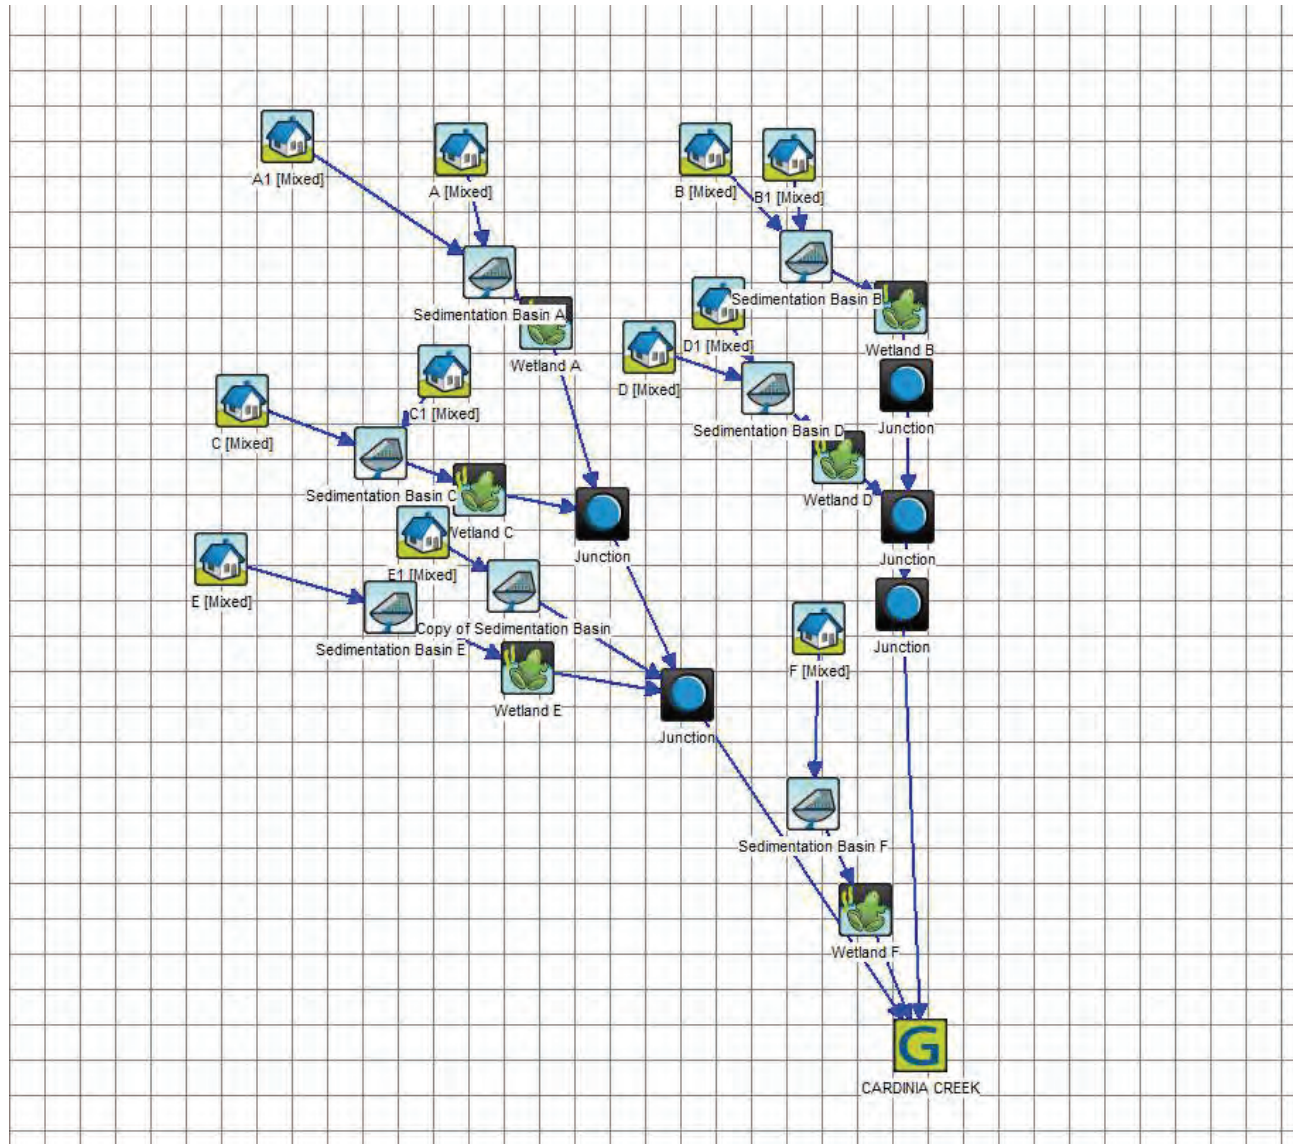 A1 [Mixed]
A [Mixed]
B [Mixed]
B1 [Mixed]
Sedimentation Basin A
Sedimentation Basin B
D1 [Mixed]
Wetland B
Wetland A
D [Mixed]
C1 [Mixed]
C [Mixed]
Sedimentation Basin D
Junction
Sedimentation Basin C
Wetland D
Wetland C
Junction
Junction
E1 [Mixed]
E [Mixed]
Copy of Sedimentation Basin
Sedimentation Basin E
Junction
F [Mixed]
Wetland E
Junction
Sedimentation Basin F
Wetland F
G
CARDINIA CREEK